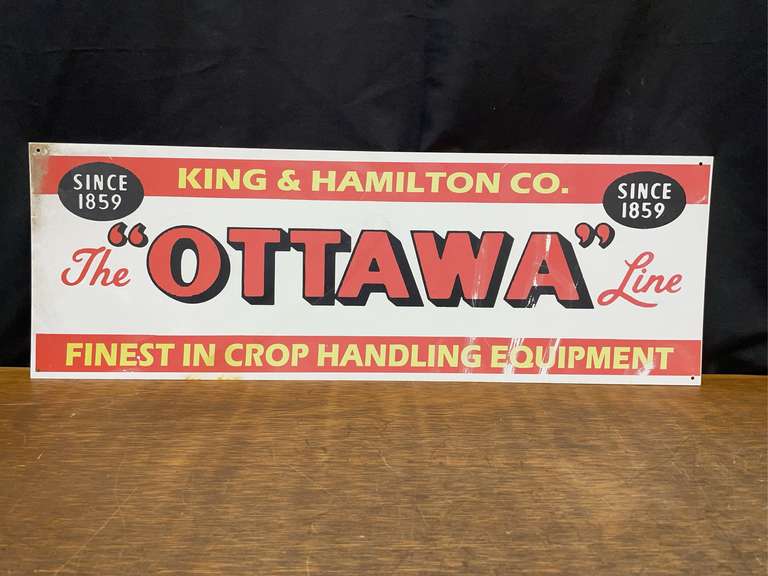 KING & HAMILTON CO.
SINCE 1859
SINCE 1859
The "OTTAWA" Line
FINEST IN CROP HANDLING EQUIPMENT